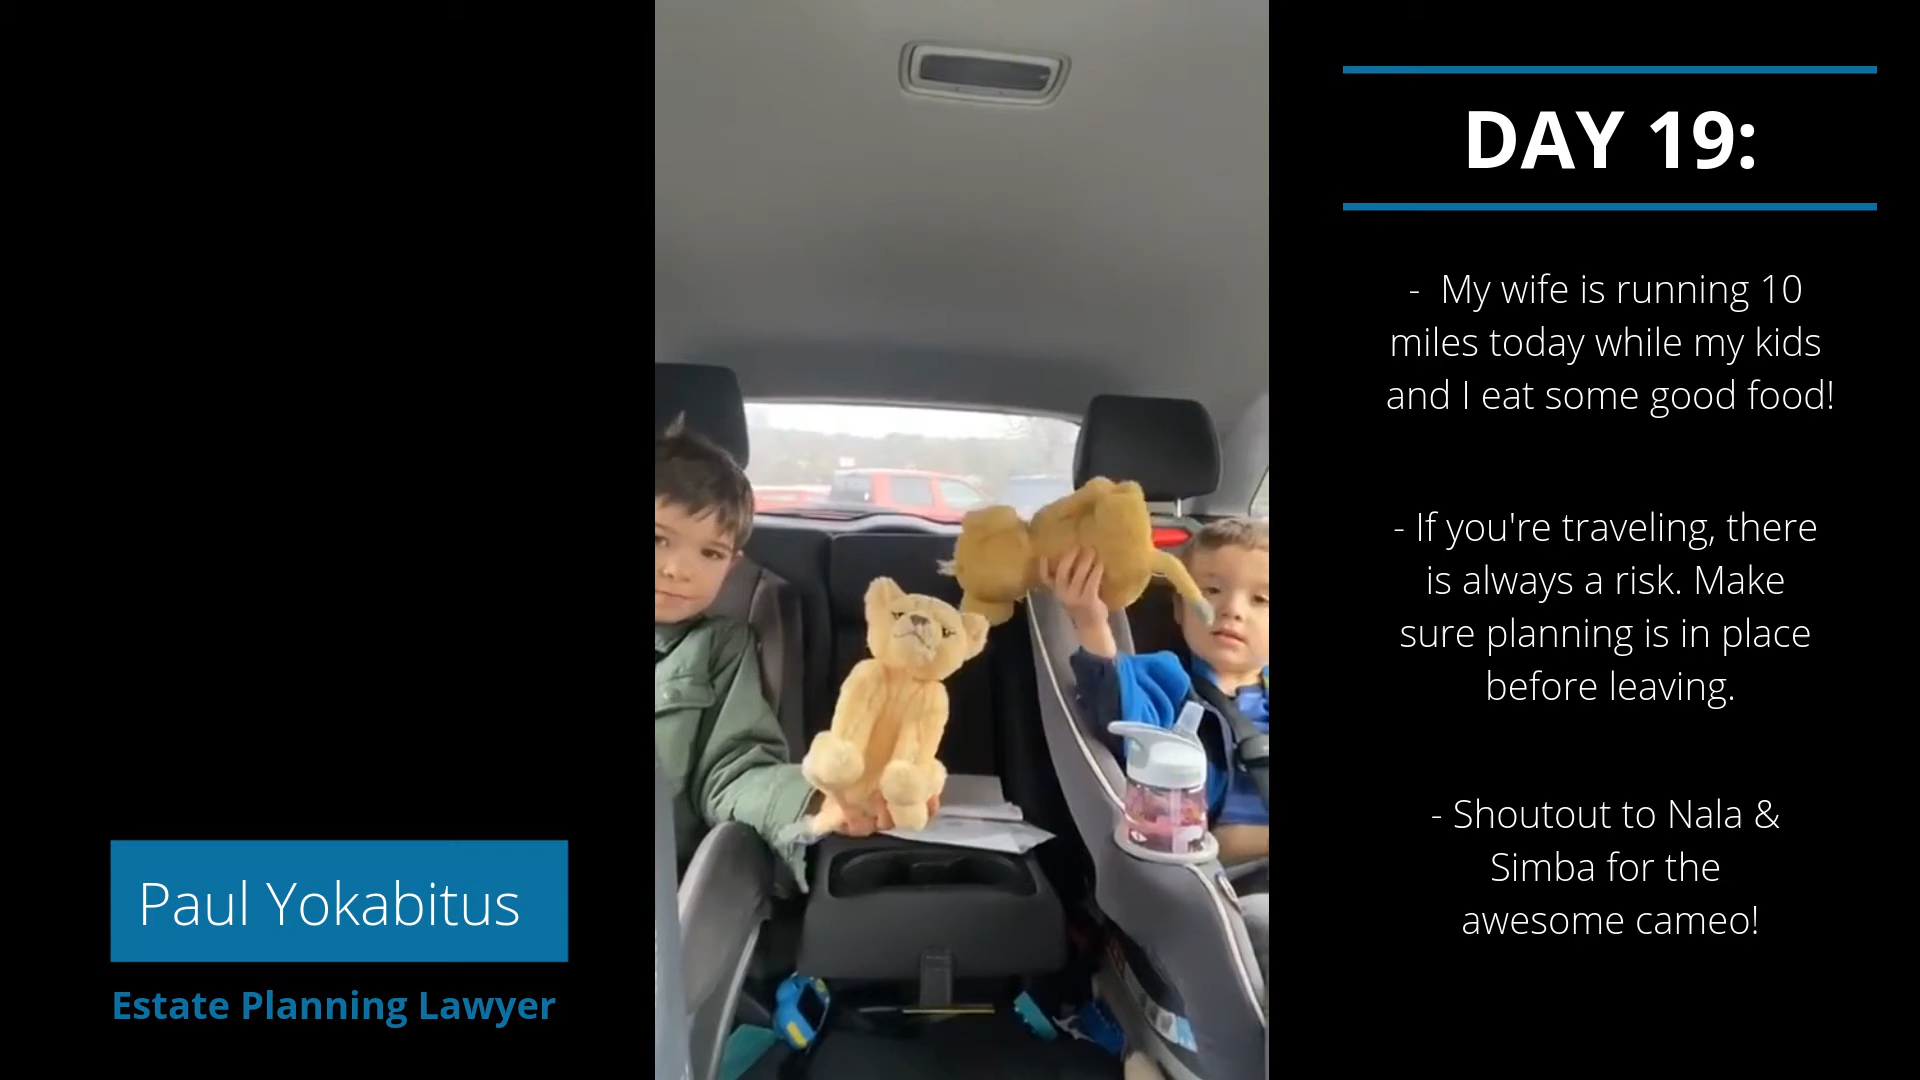 DAY 19:
- My wife is running 10
miles today while my kids
and I eat some good food!
- If you're traveling, there
is always a risk. Make
sure planning is in place
before leaving.
- Shoutout to Nala &
Simba for the
awesome cameo!
Paul Yokabitus
Estate Planning Lawyer